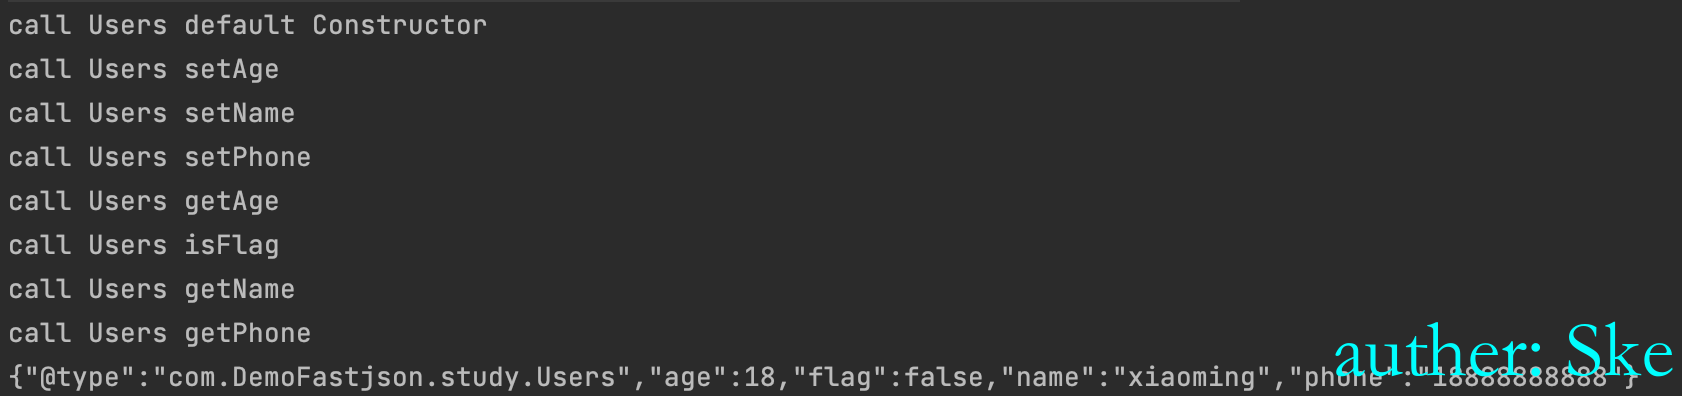 call Users default Constructor
call Users setAge
call Users setName
call Users setPhone
call Users getAge
call Users isFlag
call Users getName
call Users getPhone
{"@type":"com.DemoFastjson.study.Users","age":18,"flag":false,"name":"xiaoming","phone":"18888888888"}
auther: Ske